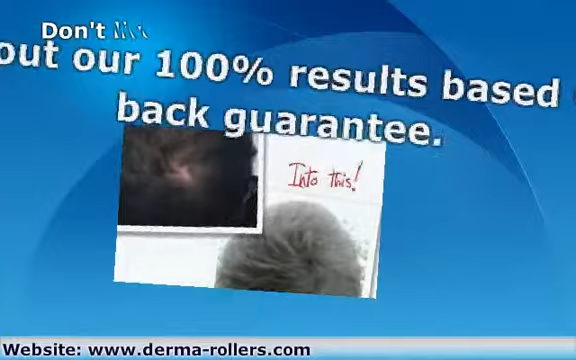 Don't
out our 100% results based
back guarantee.
Into this!
Website: www.derma-rollers.com